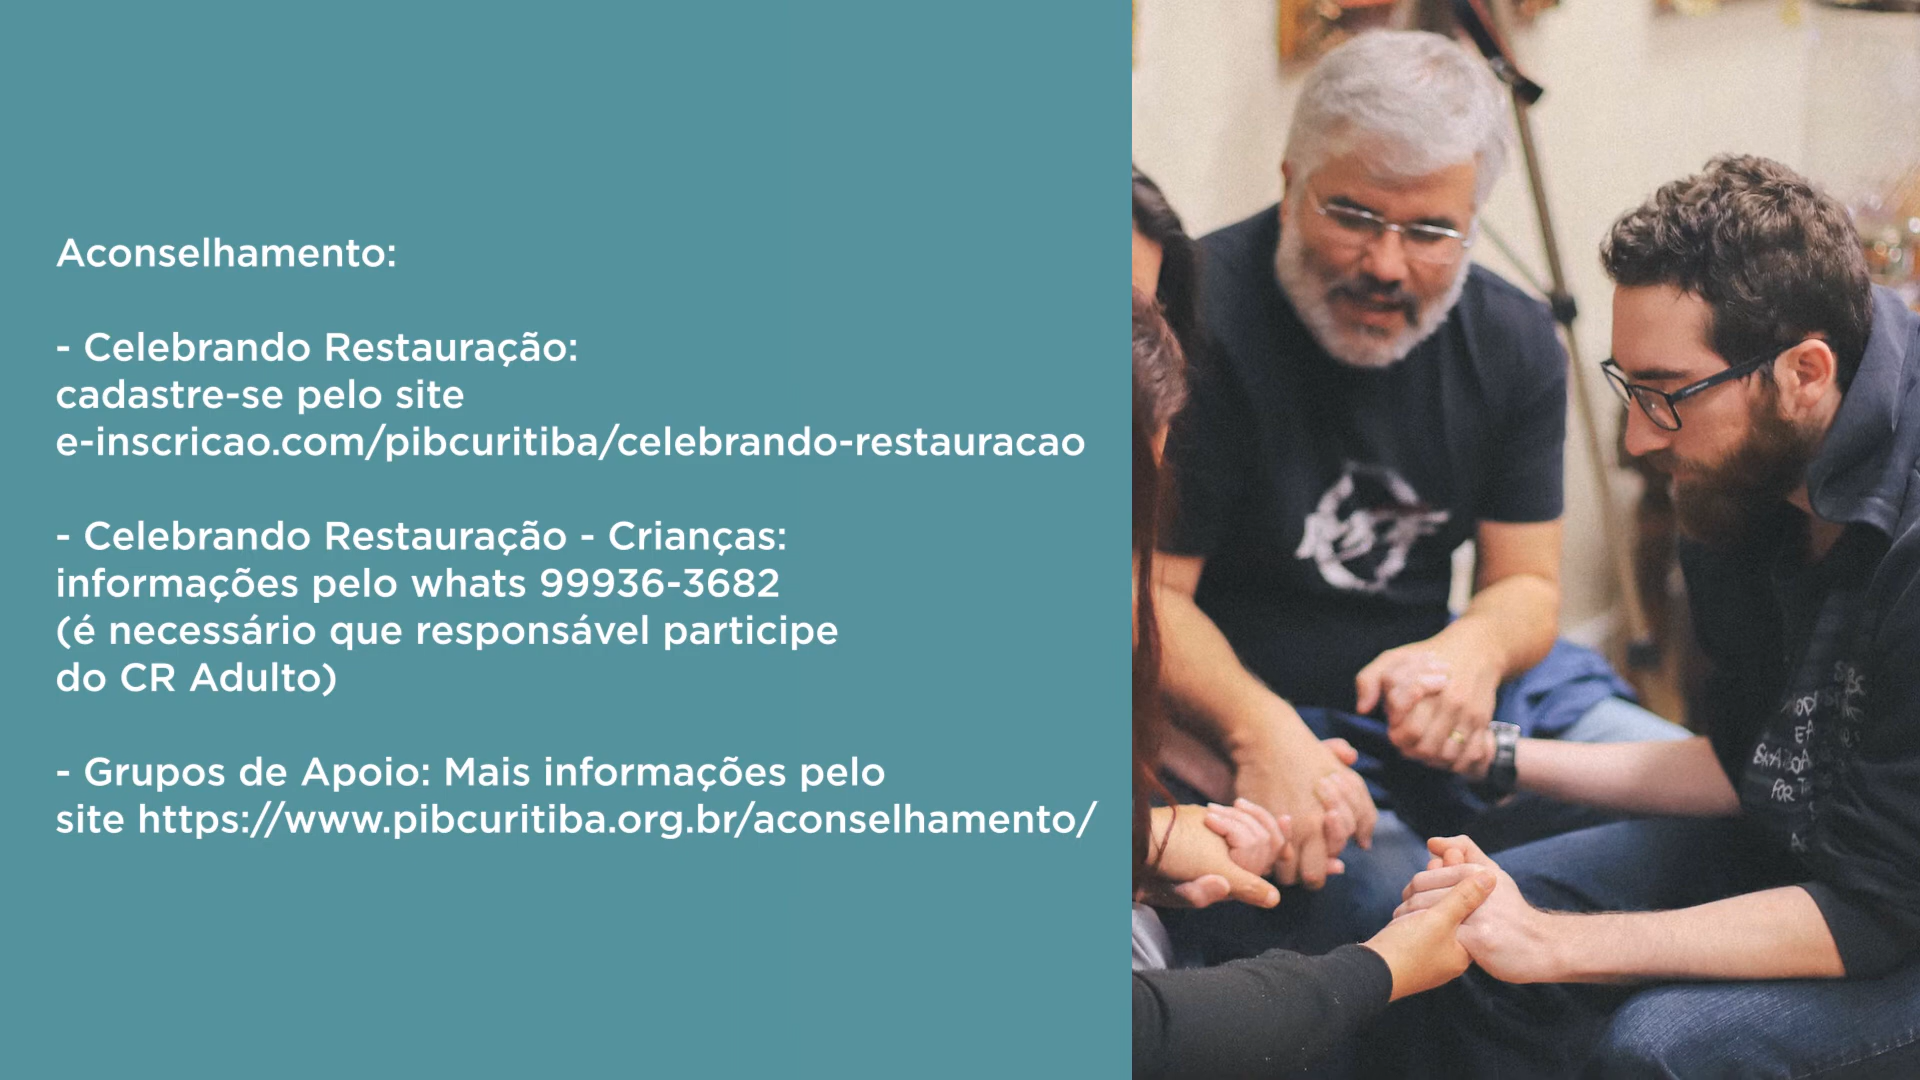 Aconselhamento:
- Celebrando Restauração:
cadastre-se pelo site
e-inscricao.com/pibcuritiba/celebrando-restauracao
- Celebrando Restauração - Crianças:
informações pelo whats 99936-3682
(é necessário que responsável participe
do CR Adulto)
- Grupos de Apoio: Mais informações pelo
site https://www.pibcuritiba.org.br/aconselhamento/